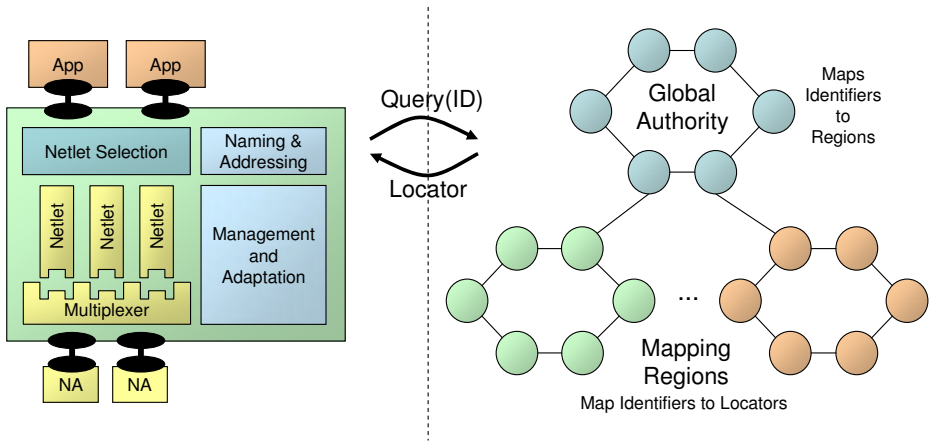 App
App
Netlet Selection
Naming &
Addressing
Netlet
Netlet
Netlet
Management
and
Adaptation
Multiplexer
NA
NA
Query(ID)
Locator
Global
Authority
Maps
Identifiers
to
Regions
...
Mapping
Regions
Map Identifiers to Locators